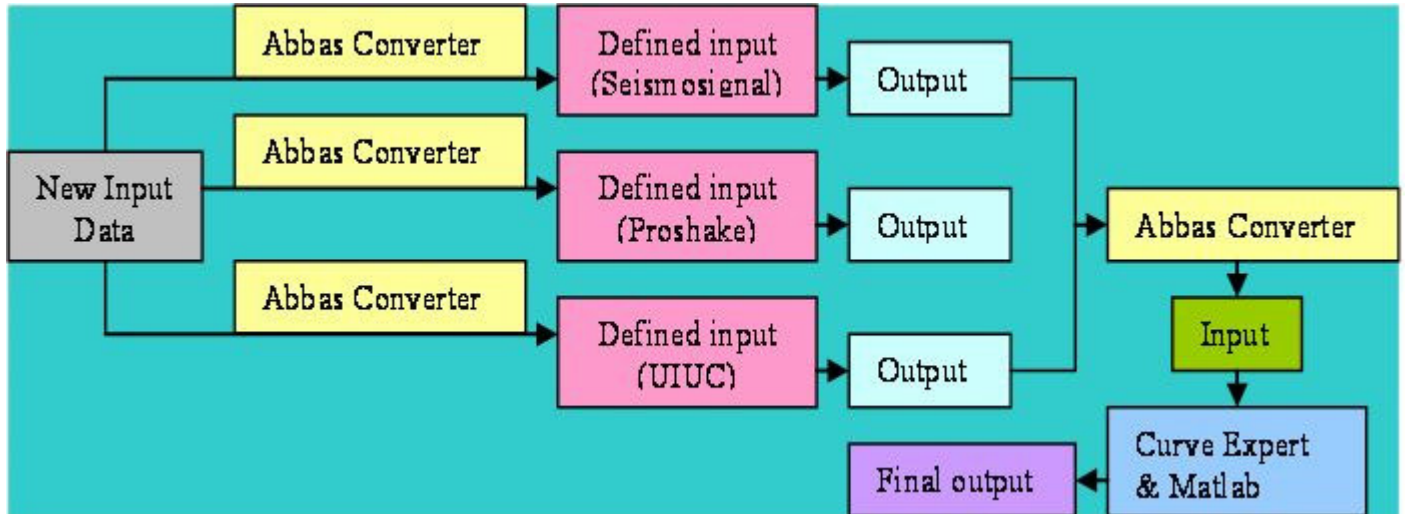 Abbas Converter
Defined input
(Seismosignal)
Output
Abbas Converter
New Input
Data
Defined input
(Proshake)
Output
Abbas Converter
Abbas Converter
Defined input
(UIUC)
Output
Input
Curve Expert
& Matlab
Final output